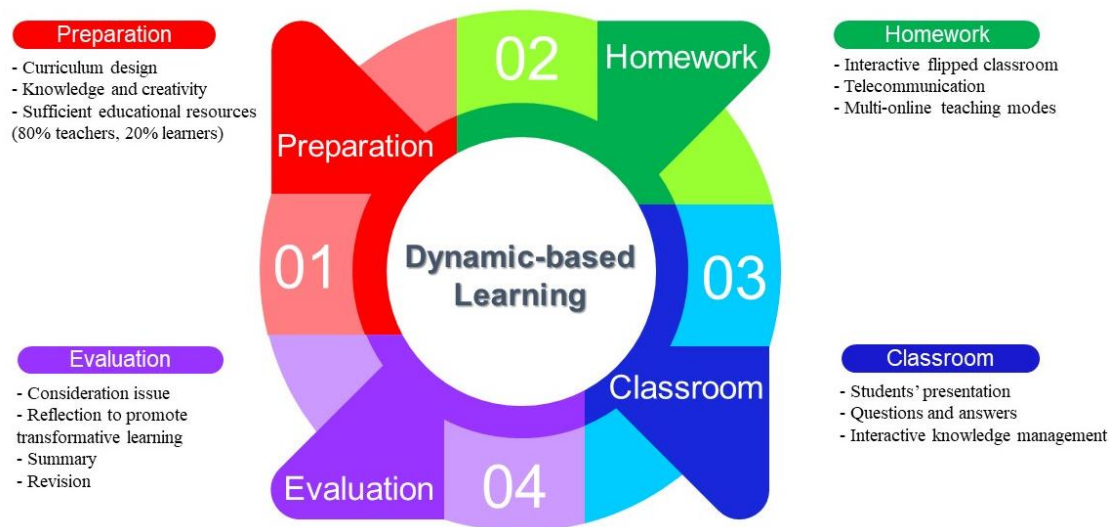 Preparation
- Curriculum design
- Knowledge and creativity
- Sufficient educational resources
(80% teachers, 20% learners)
02
Homework
Preparation
01
Dynamic-based
Learning
03
Classroom
Evaluation
04
Homework
- Interactive flipped classroom
- Telecommunication
- Multi-online teaching modes
Evaluation
- Consideration issue
- Reflection to promote
transformative learning
- Summary
- Revision
Classroom
- Students’ presentation
- Questions and answers
- Interactive knowledge management